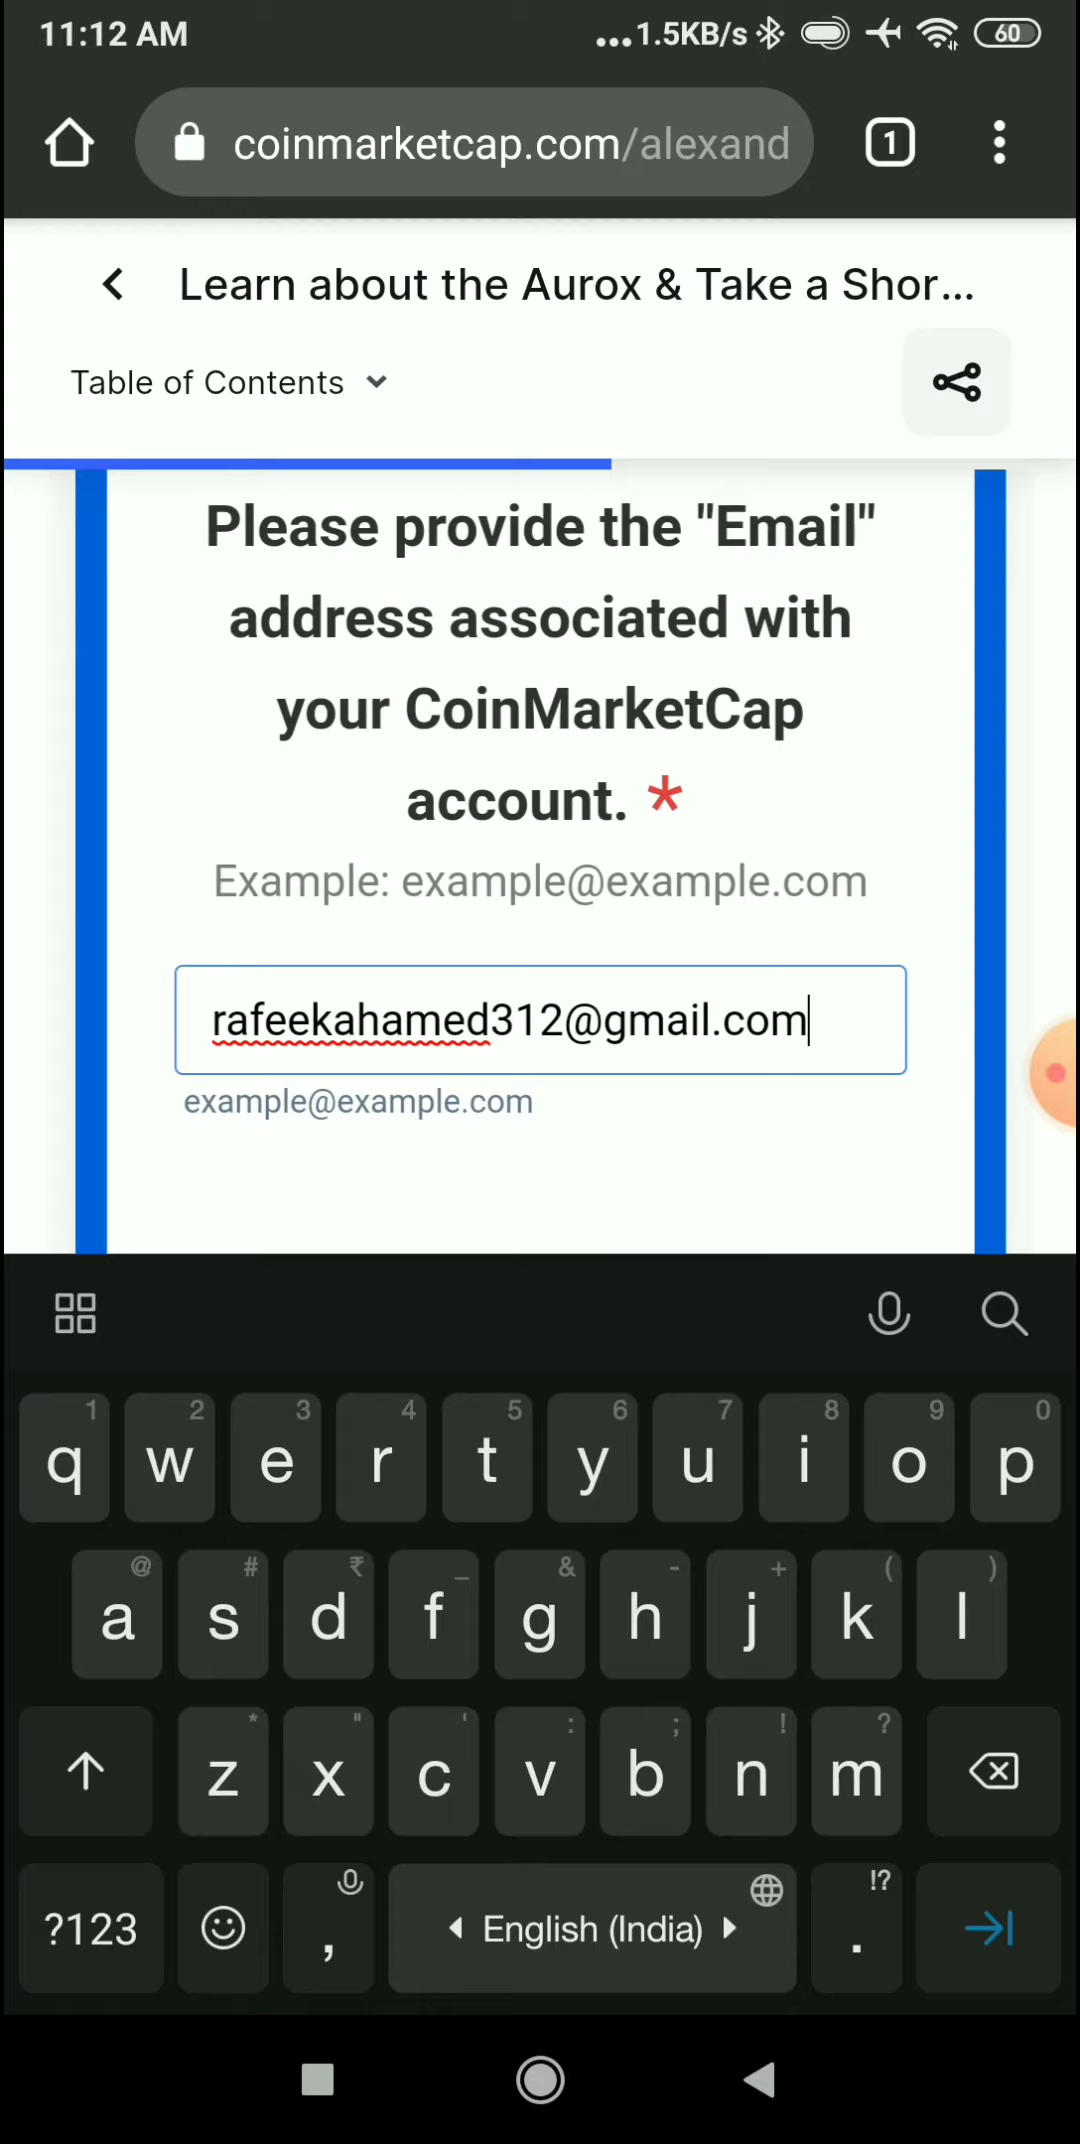 11:12 AM
...1.5KB/s
60
coinmarketcap.com/alexand
1
Learn about the Aurox & Take a Shor...
Table of Contents
Please provide the "Email"
address associated with
your CoinMarketCap
account. *
Example: example@example.com
rafeekahamed312@gmail.com
example@example.com
1 2 3 4 5 6 7 8 9 0
q w e r t y u i o p
@ # ₹ _ & - + ( )
a s d f g h j k l
* " ' : ; ! ?
z x c v b n m
!?
?123 , English (India) .